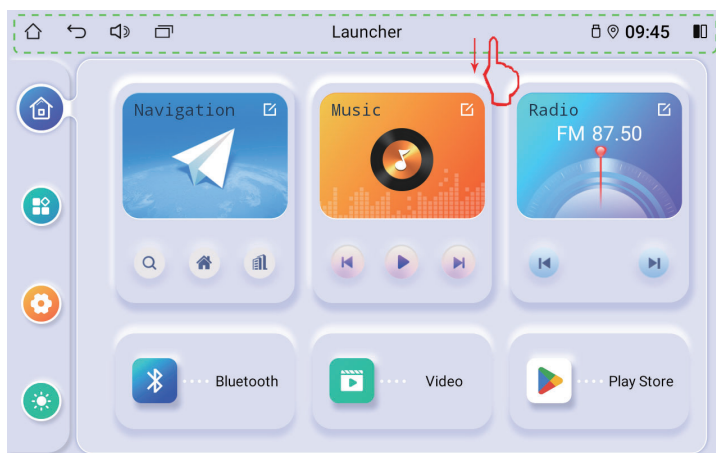 Launcher
09:45
Navigation
Music
Radio
FM 87.50
Bluetooth
Video
Play Store